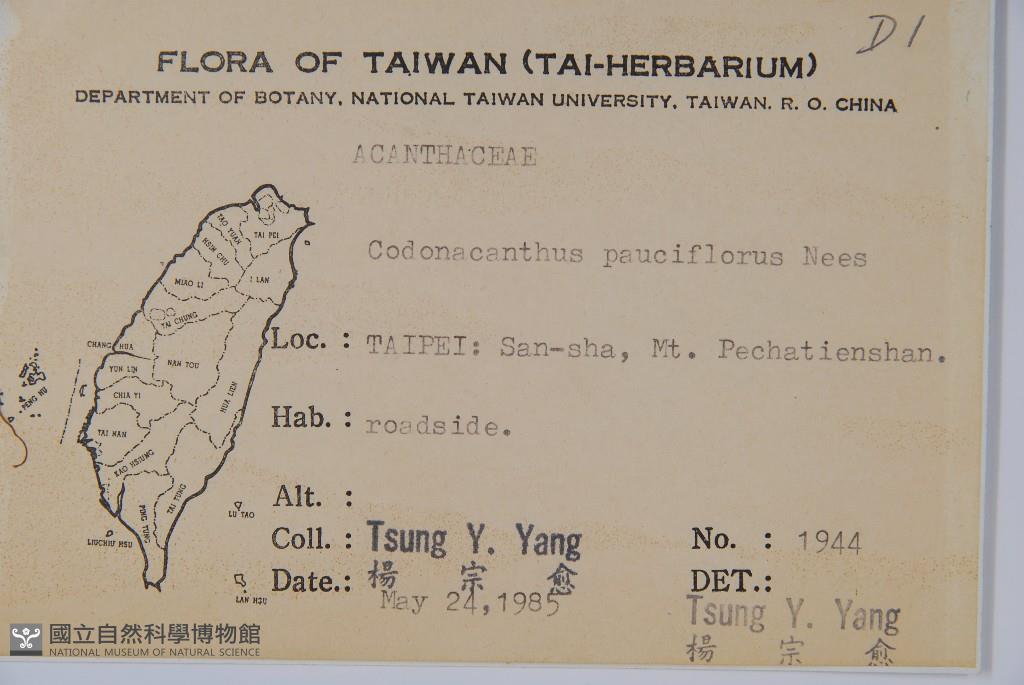 D1
FLORA OF TAIWAN (TAI-HERBARIUM)
DEPARTMENT OF BOTANY, NATIONAL TAIWAN UNIVERSITY, TAIWAN. R. O. CHINA
ACANTHACEAE
Codonacanthus pauciflorus Nees
Loc. : TAIPEI: San-sha, Mt. Pechatienshan.
Hab. : roadside.
Alt. :
Coll. : Tsung Y. Yang
楊 宗 愈
No. : 1944
Date.: May 24,1985
DET.:
Tsung Y. Yang
楊 宗 愈
TAO YUAN
TAI PEI
HSIN CHU
I LAN
MIAO LI
TAI CHUNG
CHANG HUA
NAN TOU
YUN LIN
HUA LIEN
CHIA YI
PENG HU
TAI NAN
KAO HSIUNG
TAI TUNG
PING TUNG
LU TAO
LIUCHIU HSU
LAN HSU
國立自然科學博物館
NATIONAL MUSEUM OF NATURAL SCIENCE